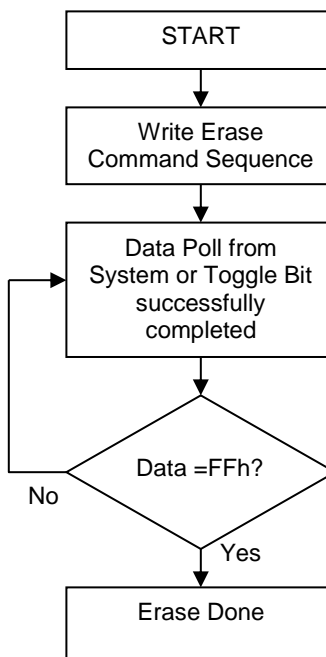 START
Write Erase
Command Sequence
Data Poll from
System or Toggle Bit
successfully
completed
Data =FFh?
No
Yes
Erase Done